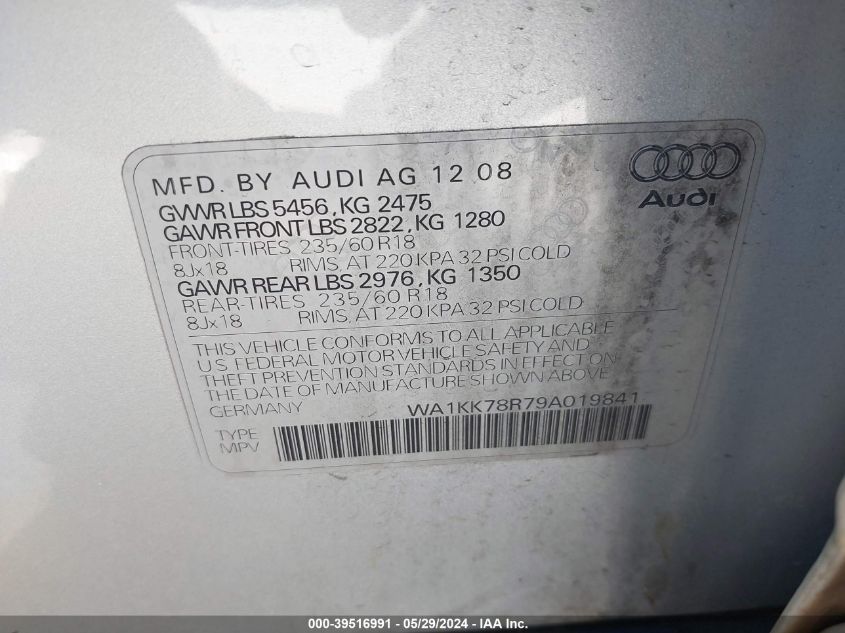 MFD. BY AUDI AG 12 08
Audi
GVWR LBS 5456, KG 2475
GAWR FRONT LBS 2822, KG 1280
FRONT-TIRES 235/60 R18
8Jx18 RIMS, AT 220 KPA 32 PSI COLD
GAWR REAR LBS 2976, KG 1350
REAR-TIRES 235/60 R18
8Jx18 RIMS, AT 220 KPA 32 PSI COLD
THIS VEHICLE CONFORMS TO ALL APPLICABLE
U.S. FEDERAL MOTOR VEHICLE SAFETY AND
THEFT PREVENTION STANDARDS IN EFFECT ON
THE DATE OF MANUFACTURE SHOWN ABOVE.
GERMANY WA1KK78R79A019841
TYPE
MPV
000-39516991 - 05/29/2024 - IAA Inc.